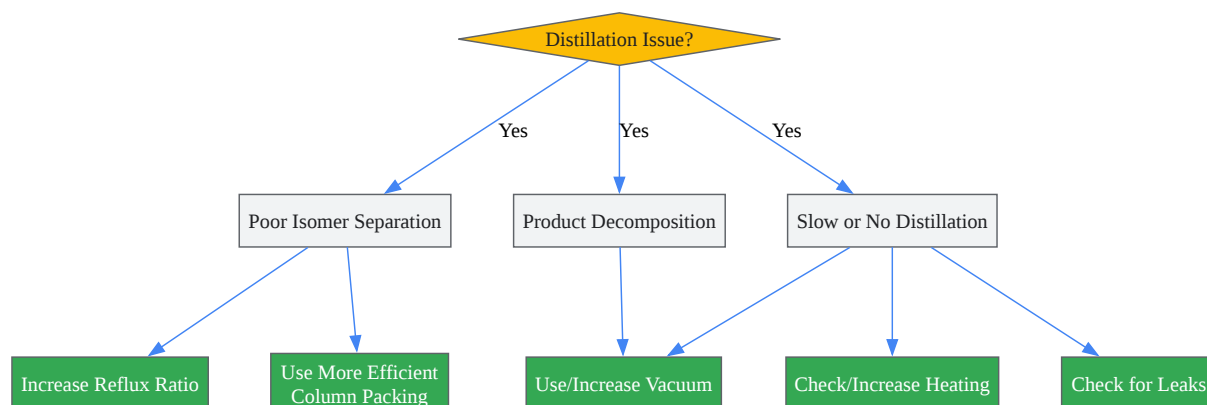 Distillation Issue?
Yes
Yes
Yes
Poor Isomer Separation
Product Decomposition
Slow or No Distillation
Increase Reflux Ratio
Use More Efficient
Column Packing
Use/Increase Vacuum
Check/Increase Heating
Check for Leaks